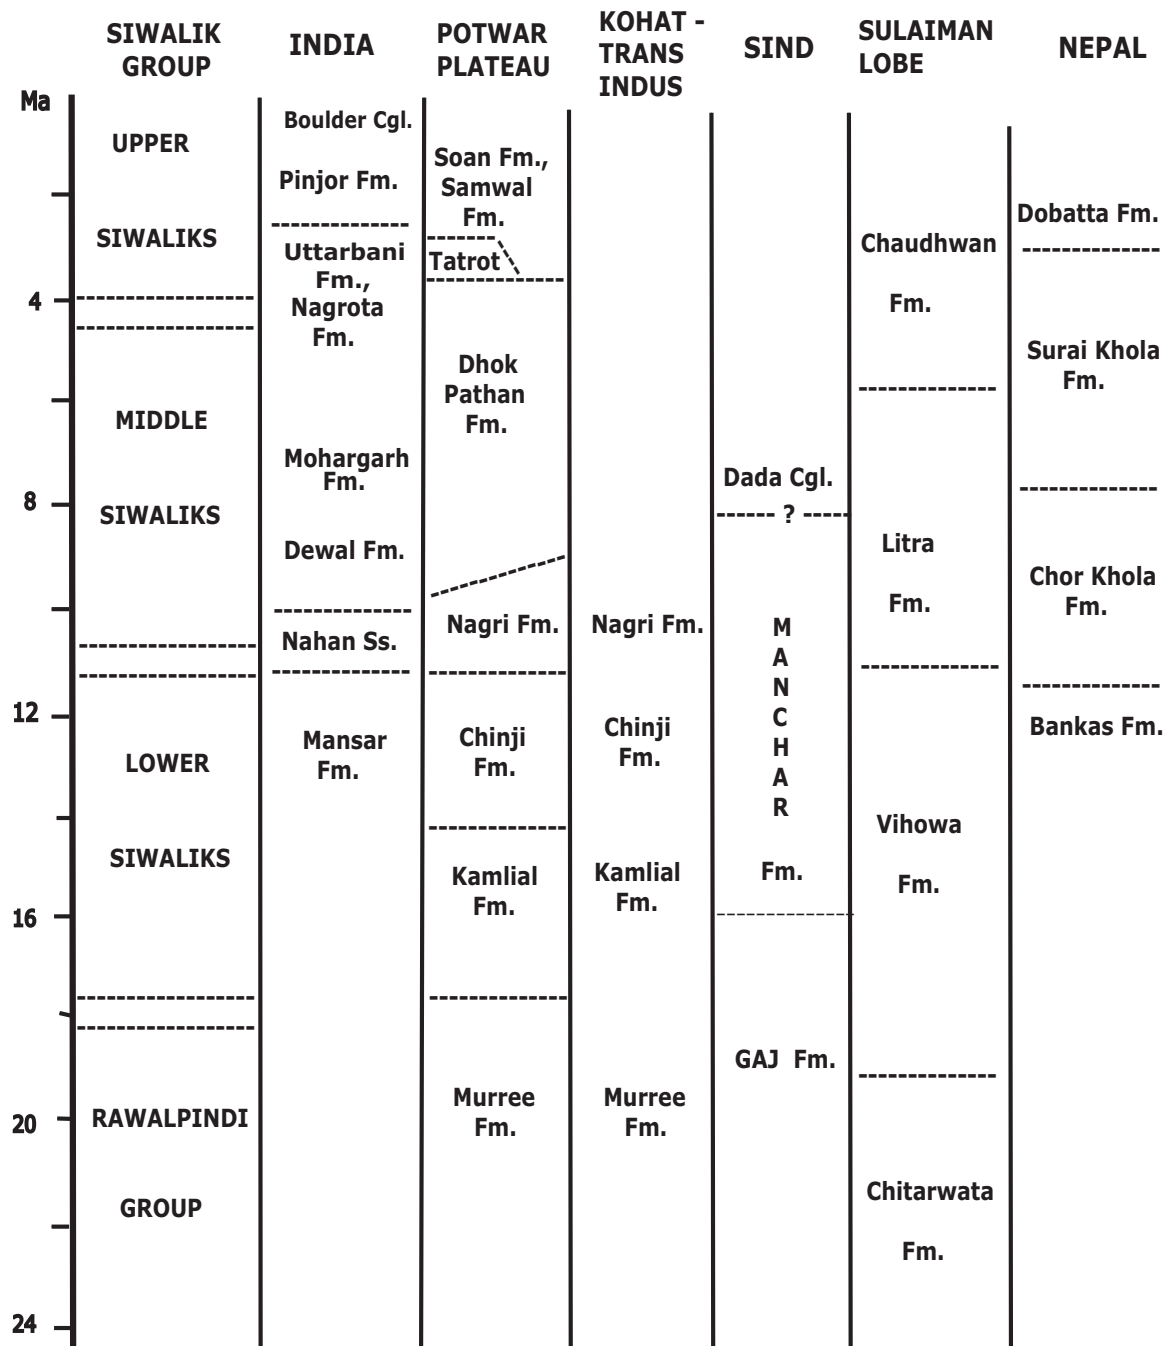 SIWALIK
GROUP
INDIA
POTWAR
PLATEAU
KOHAT -
TRANS
INDUS
SIND
SULAIMAN
LOBE
NEPAL
Ma
4
8
12
16
20
24
UPPER
SIWALIKS
MIDDLE
SIWALIKS
LOWER
SIWALIKS
RAWALPINDI
GROUP
Boulder Cgl.
Pinjor Fm.
Uttarbani
Fm.,
Nagrota
Fm.
Mohargarh
Fm.
Dewal Fm.
Nahan Ss.
Mansar
Fm.
Soan Fm.,
Samwal
Fm.
Tatrot
Dhok
Pathan
Fm.
Nagri Fm.
Chinji
Fm.
Kamlial
Fm.
Murree
Fm.
Nagri Fm.
Chinji
Fm.
Kamlial
Fm.
Murree
Fm.
Dada Cgl.
?
M
A
N
C
H
A
R
Fm.
GAJ Fm.
Chaudhwan
Fm.
Litra
Fm.
Vihowa
Fm.
Chitarwata
Fm.
Dobatta Fm.
Surai Khola
Fm.
Chor Khola
Fm.
Bankas Fm.